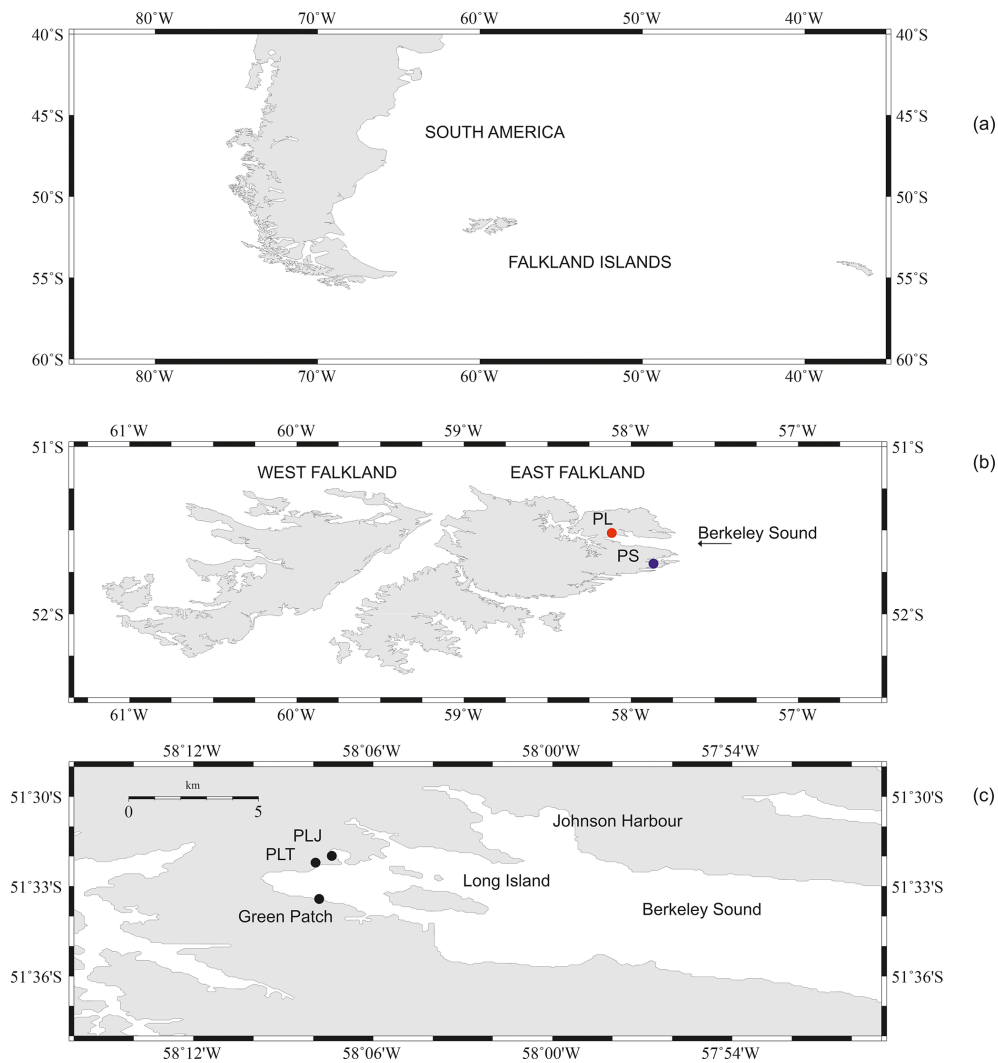 80˚W 70˚W 60˚W 50˚W 40˚W
40˚S 40˚S
45˚S 45˚S
(a)
SOUTH AMERICA
50˚S 50˚S
FALKLAND ISLANDS
55˚S 55˚S
60˚S 60˚S
80˚W 70˚W 60˚W 50˚W 40˚W
61˚W 60˚W 59˚W 58˚W 57˚W
51˚S 51˚S
(b)
WEST FALKLAND EAST FALKLAND
PL
Berkeley Sound
PS
52˚S 52˚S
61˚W 60˚W 59˚W 58˚W 57˚W
58˚12'W 58˚06'W 58˚00'W 57˚54'W
km
51˚30'S 51˚30'S
(c)
0 5
Johnson Harbour
PLJ
PLT
Long Island
51˚33'S 51˚33'S
Berkeley Sound
Green Patch
51˚36'S 51˚36'S
58˚12'W 58˚06'W 58˚00'W 57˚54'W